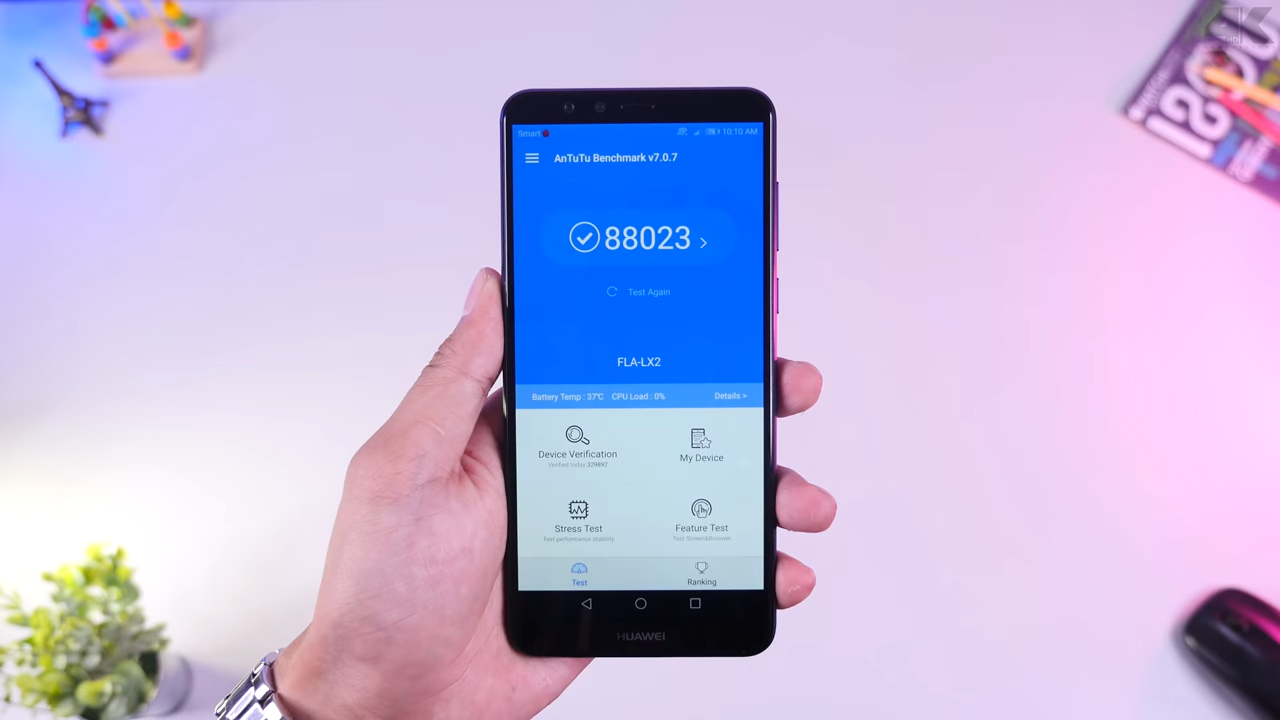 Smart
10:10 AM
AnTuTu Benchmark v7.0.7
88023 >
Test Again
FLA-LX2
Battery Temp : 37℃ CPU Load : 0% Details >
Device Verification
Verified today 329892
My Device
Stress Test
Test performance stability
Feature Test
Test Screen&Browser
Test
Ranking
HUAWEI